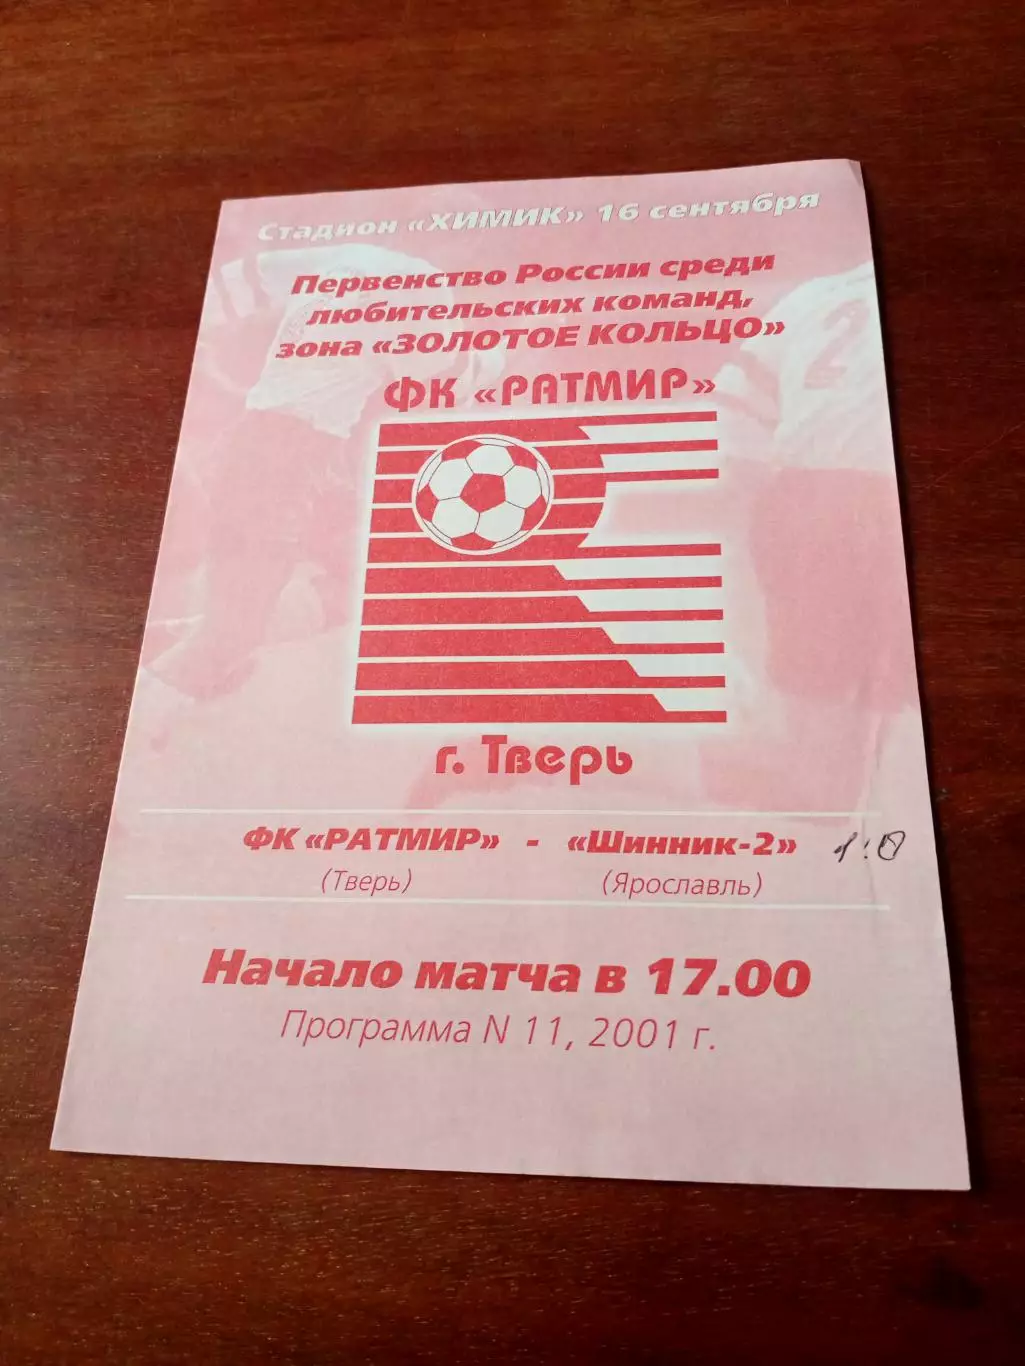 Стадион «ХИМИК» 16 сентября
Первенство России среди
любительских команд,
зона «ЗОЛОТОЕ КОЛЬЦО»
ФК «РАТМИР»
г. Тверь
ФК «РАТМИР» - «Шинник-2» 1:0
(Тверь) (Ярославль)
Начало матча в 17.00
Программа N 11, 2001 г.
2